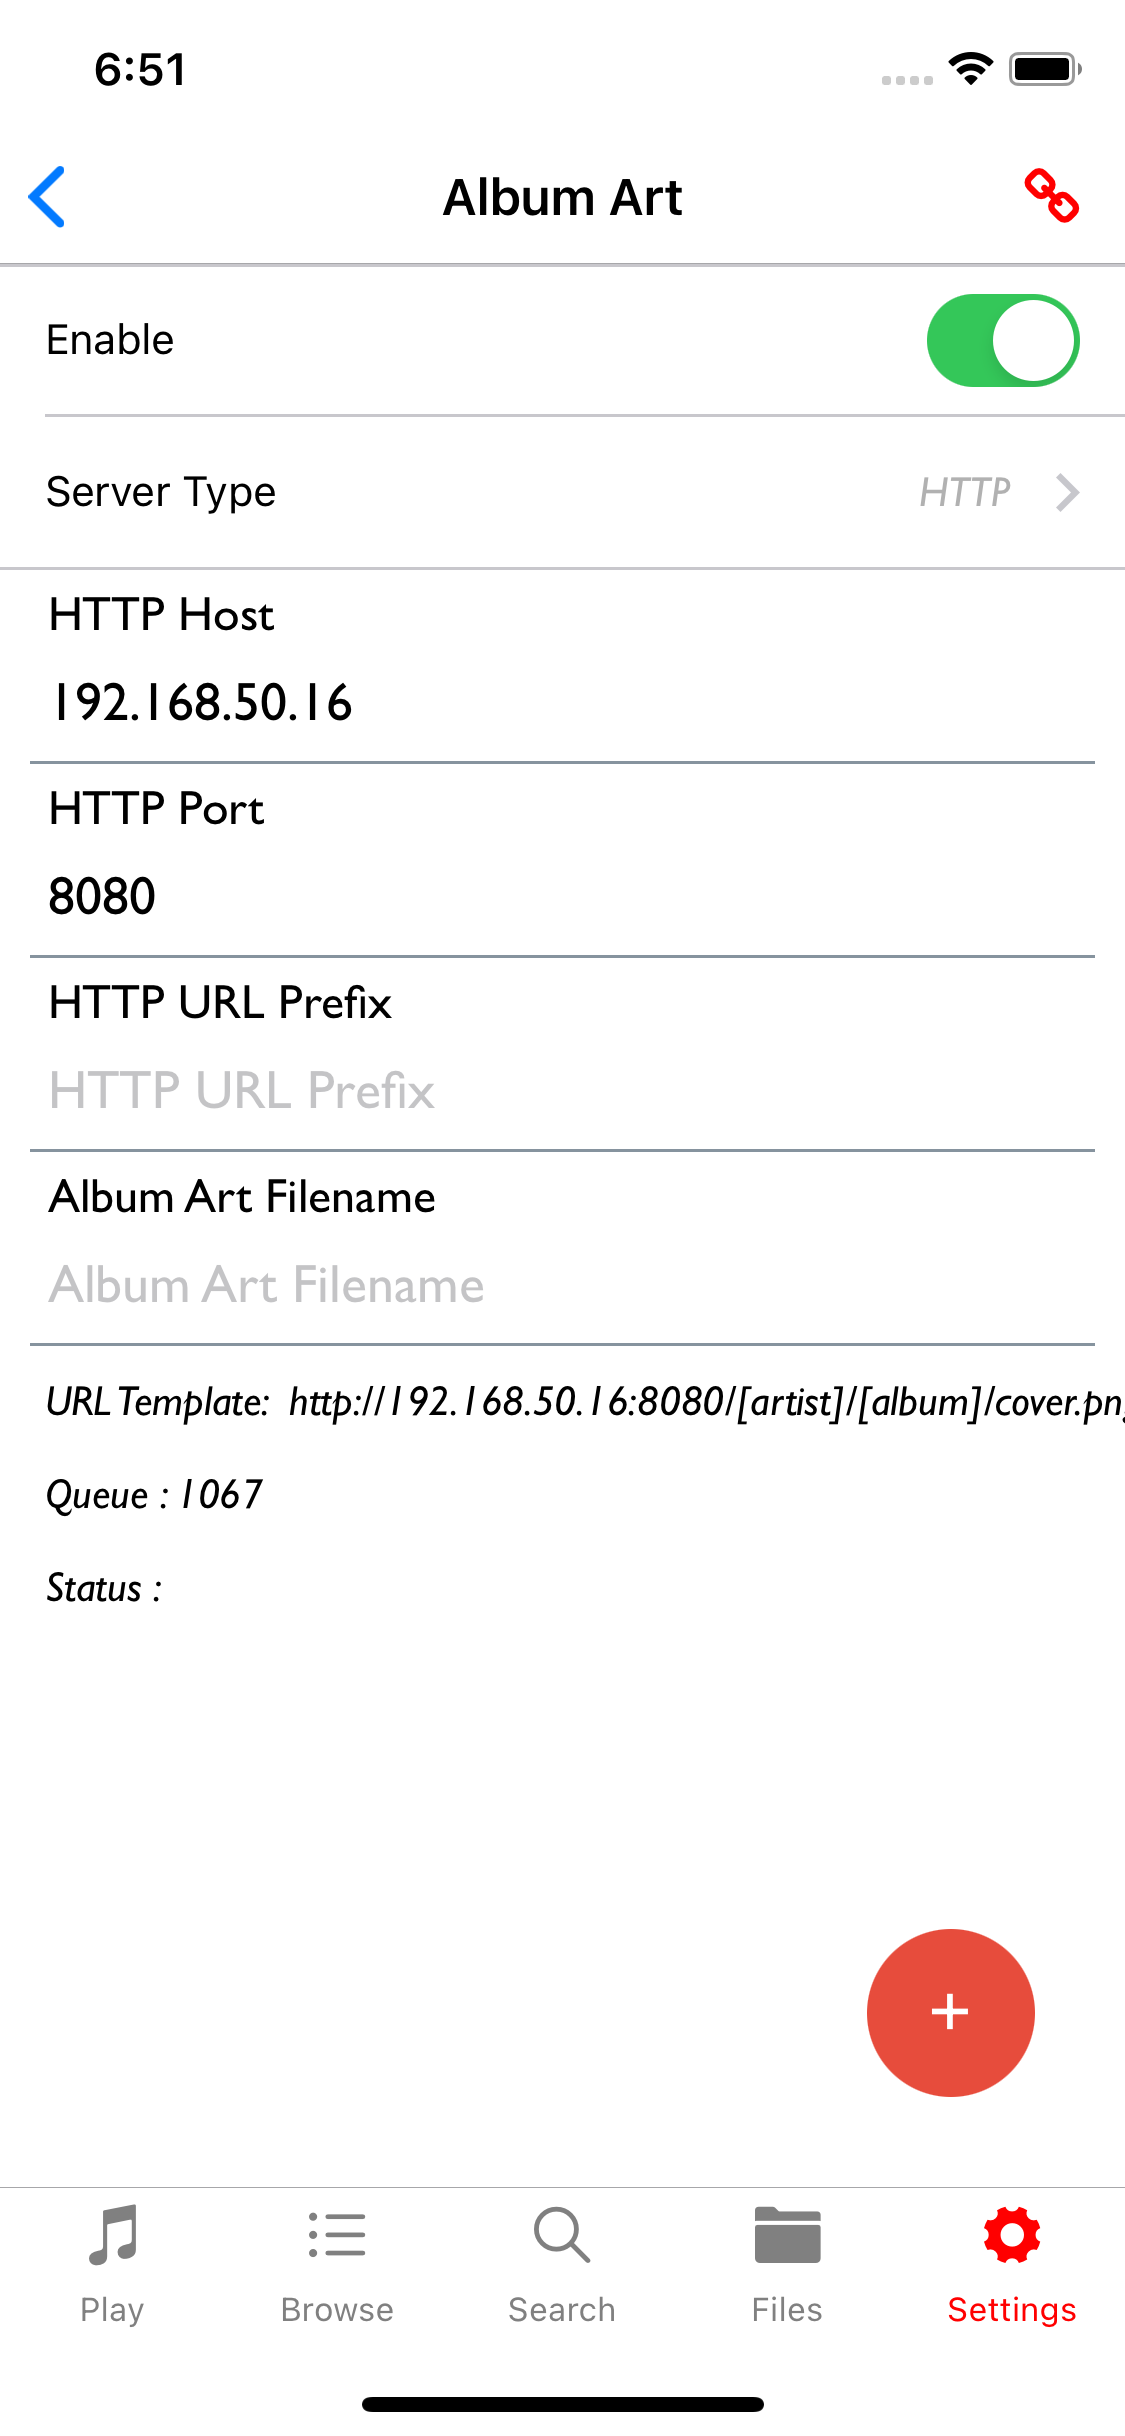 6:51
Album Art
Enable
Server Type
HTTP
HTTP Host
192.168.50.16
HTTP Port
8080
HTTP URL Prefix
HTTP URL Prefix
Album Art Filename
Album Art Filename
URL Template: http://192.168.50.16:8080/[artist]/[album]/cover.png
Queue : 1067
Status :
+
Play
Browse
Search
Files
Settings